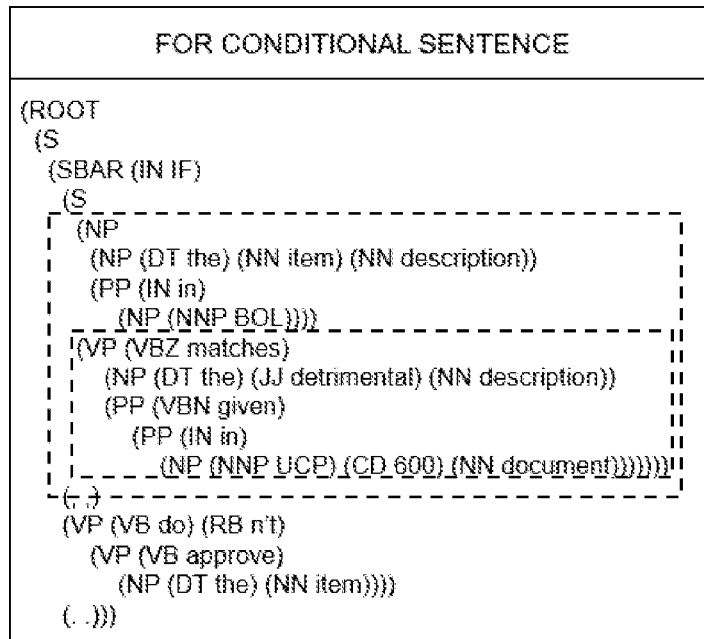 FOR CONDITIONAL SENTENCE
(ROOT
(S
(SBAR (IN IF)
(S
(NP
(NP (DT the) (NN item) (NN description))
(PP (IN in)
(NP (NNP BOL))))
(VP (VBZ matches)
(NP (DT the) (JJ detrimental) (NN description))
(PP (VBN given)
(PP (IN in)
(NP (NNP UCP) (CD 600) (NN document)))))))
(, ,)
(VP (VB do) (RB n't)
(VP (VB approve)
(NP (DT the) (NN item))))
(. .)))